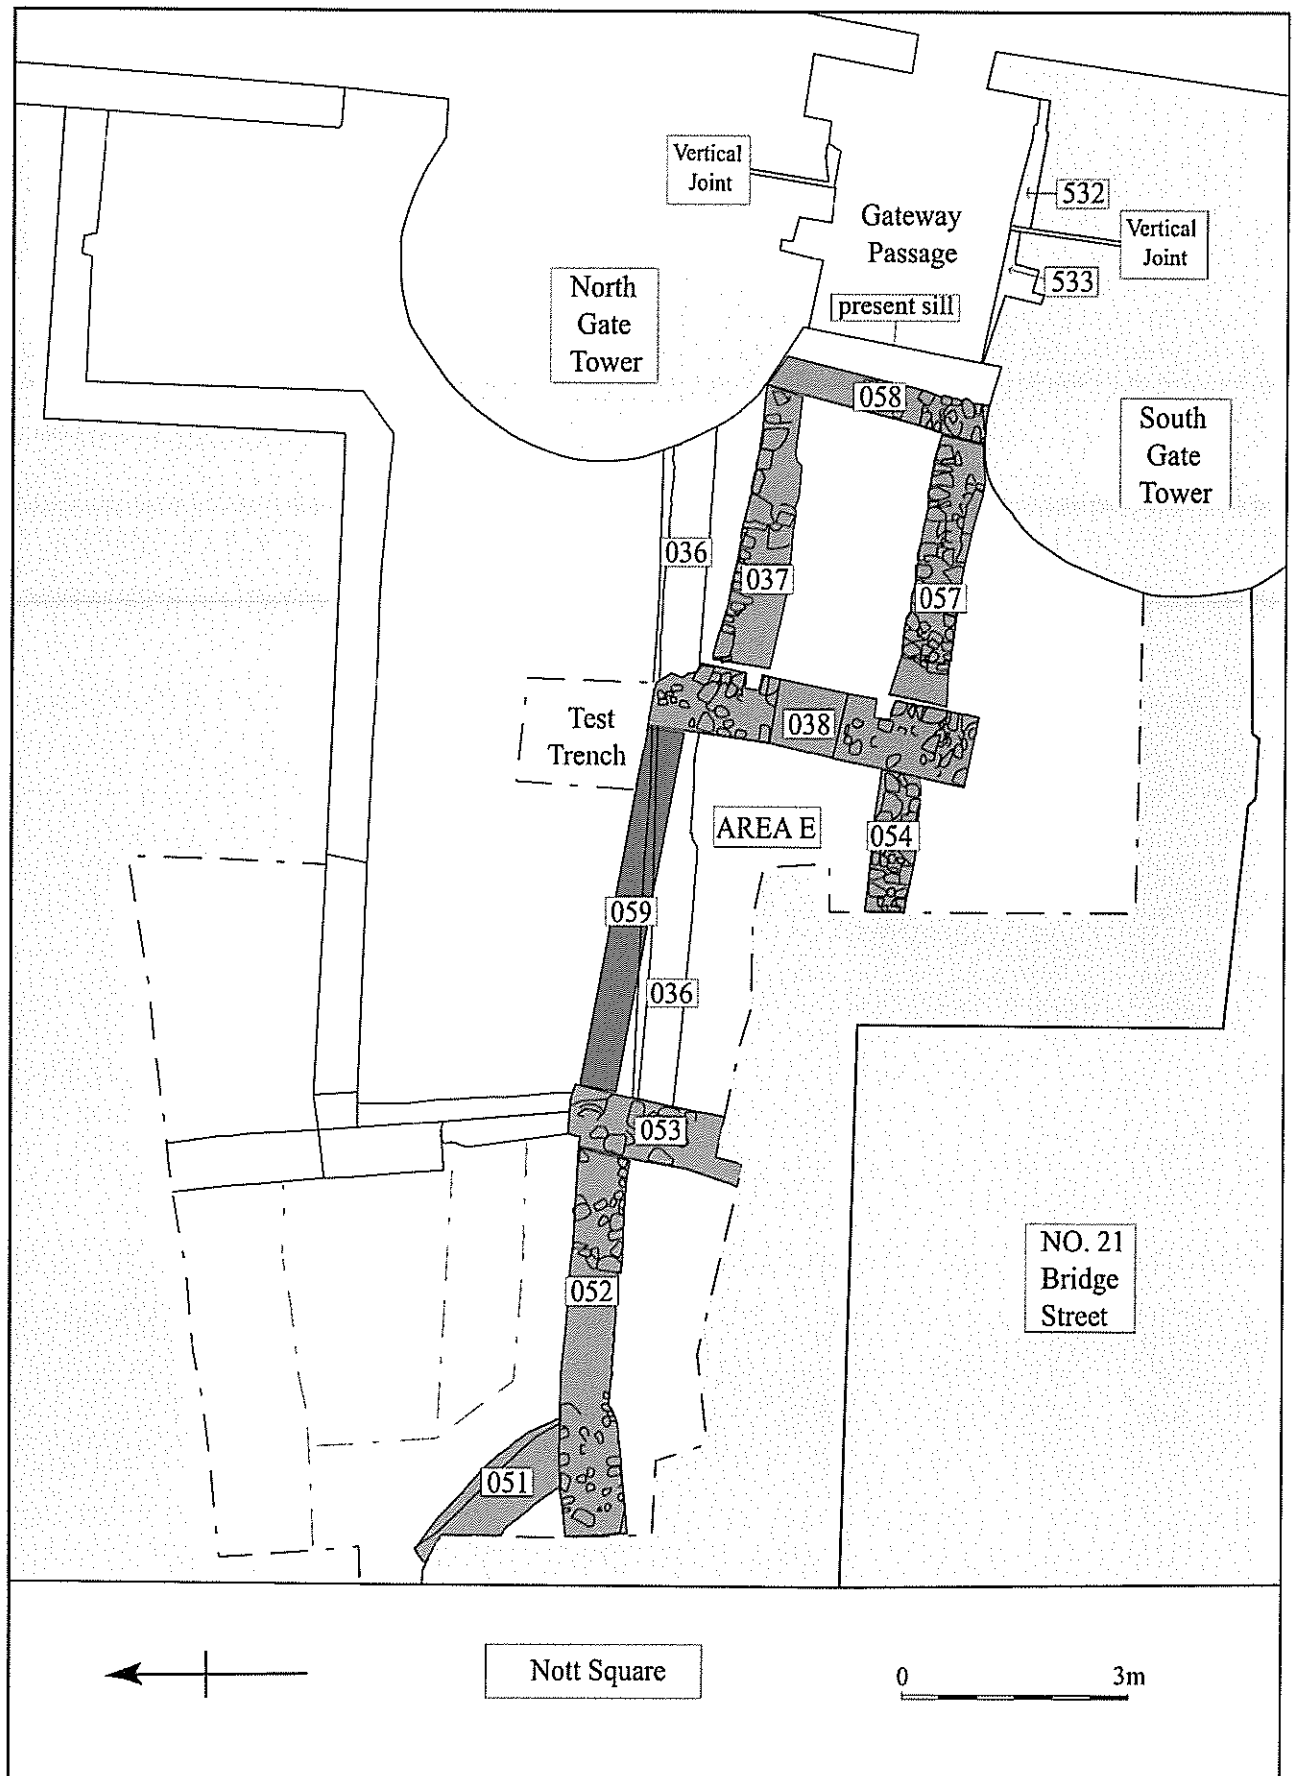 Vertical
Joint
532
Gateway
Passage
Vertical
Joint
533
North
Gate
Tower
present sill
058
South
Gate
Tower
036
037
057
Test
Trench
038
AREA E
054
059
036
053
NO. 21
Bridge
Street
052
051
Nott Square
0 3m